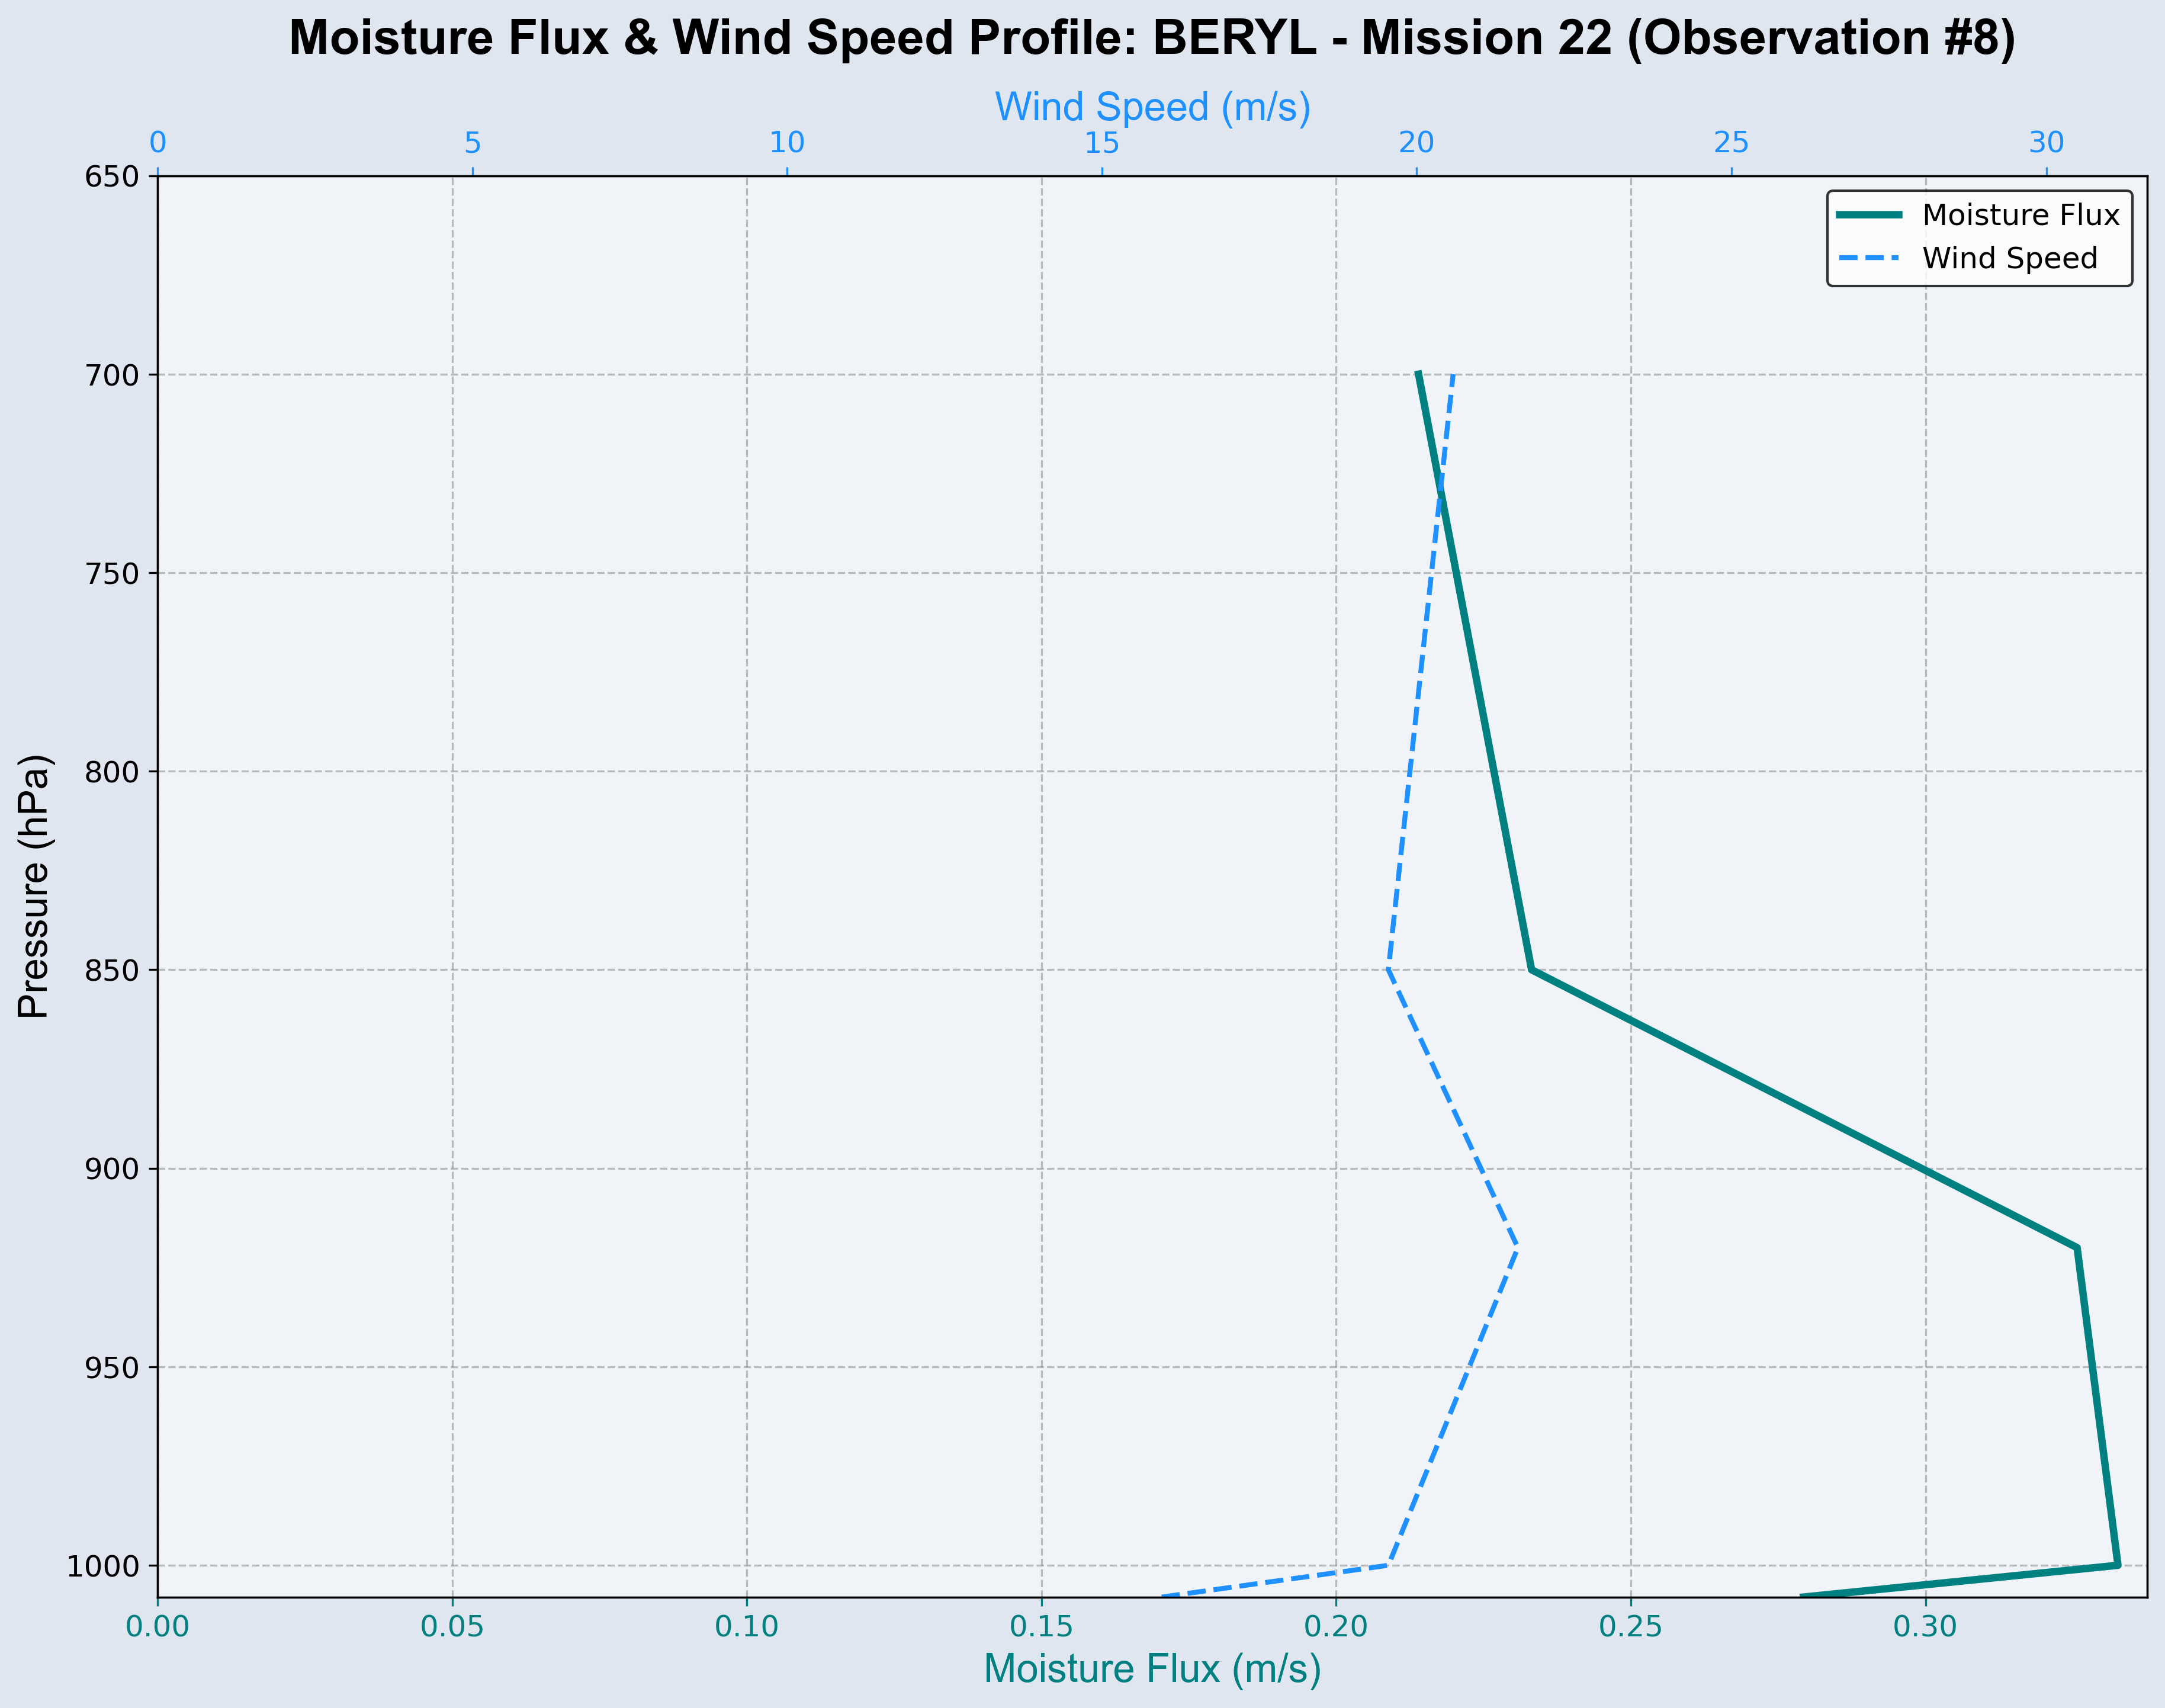 Moisture Flux & Wind Speed Profile: BERYL - Mission 22 (Observation #8)
Wind Speed (m/s)
0 5 10 15 20 25 30
Moisture Flux
Wind Speed
Pressure (hPa)
650
700
750
800
850
900
950
1000
0.00 0.05 0.10 0.15 0.20 0.25 0.30
Moisture Flux (m/s)